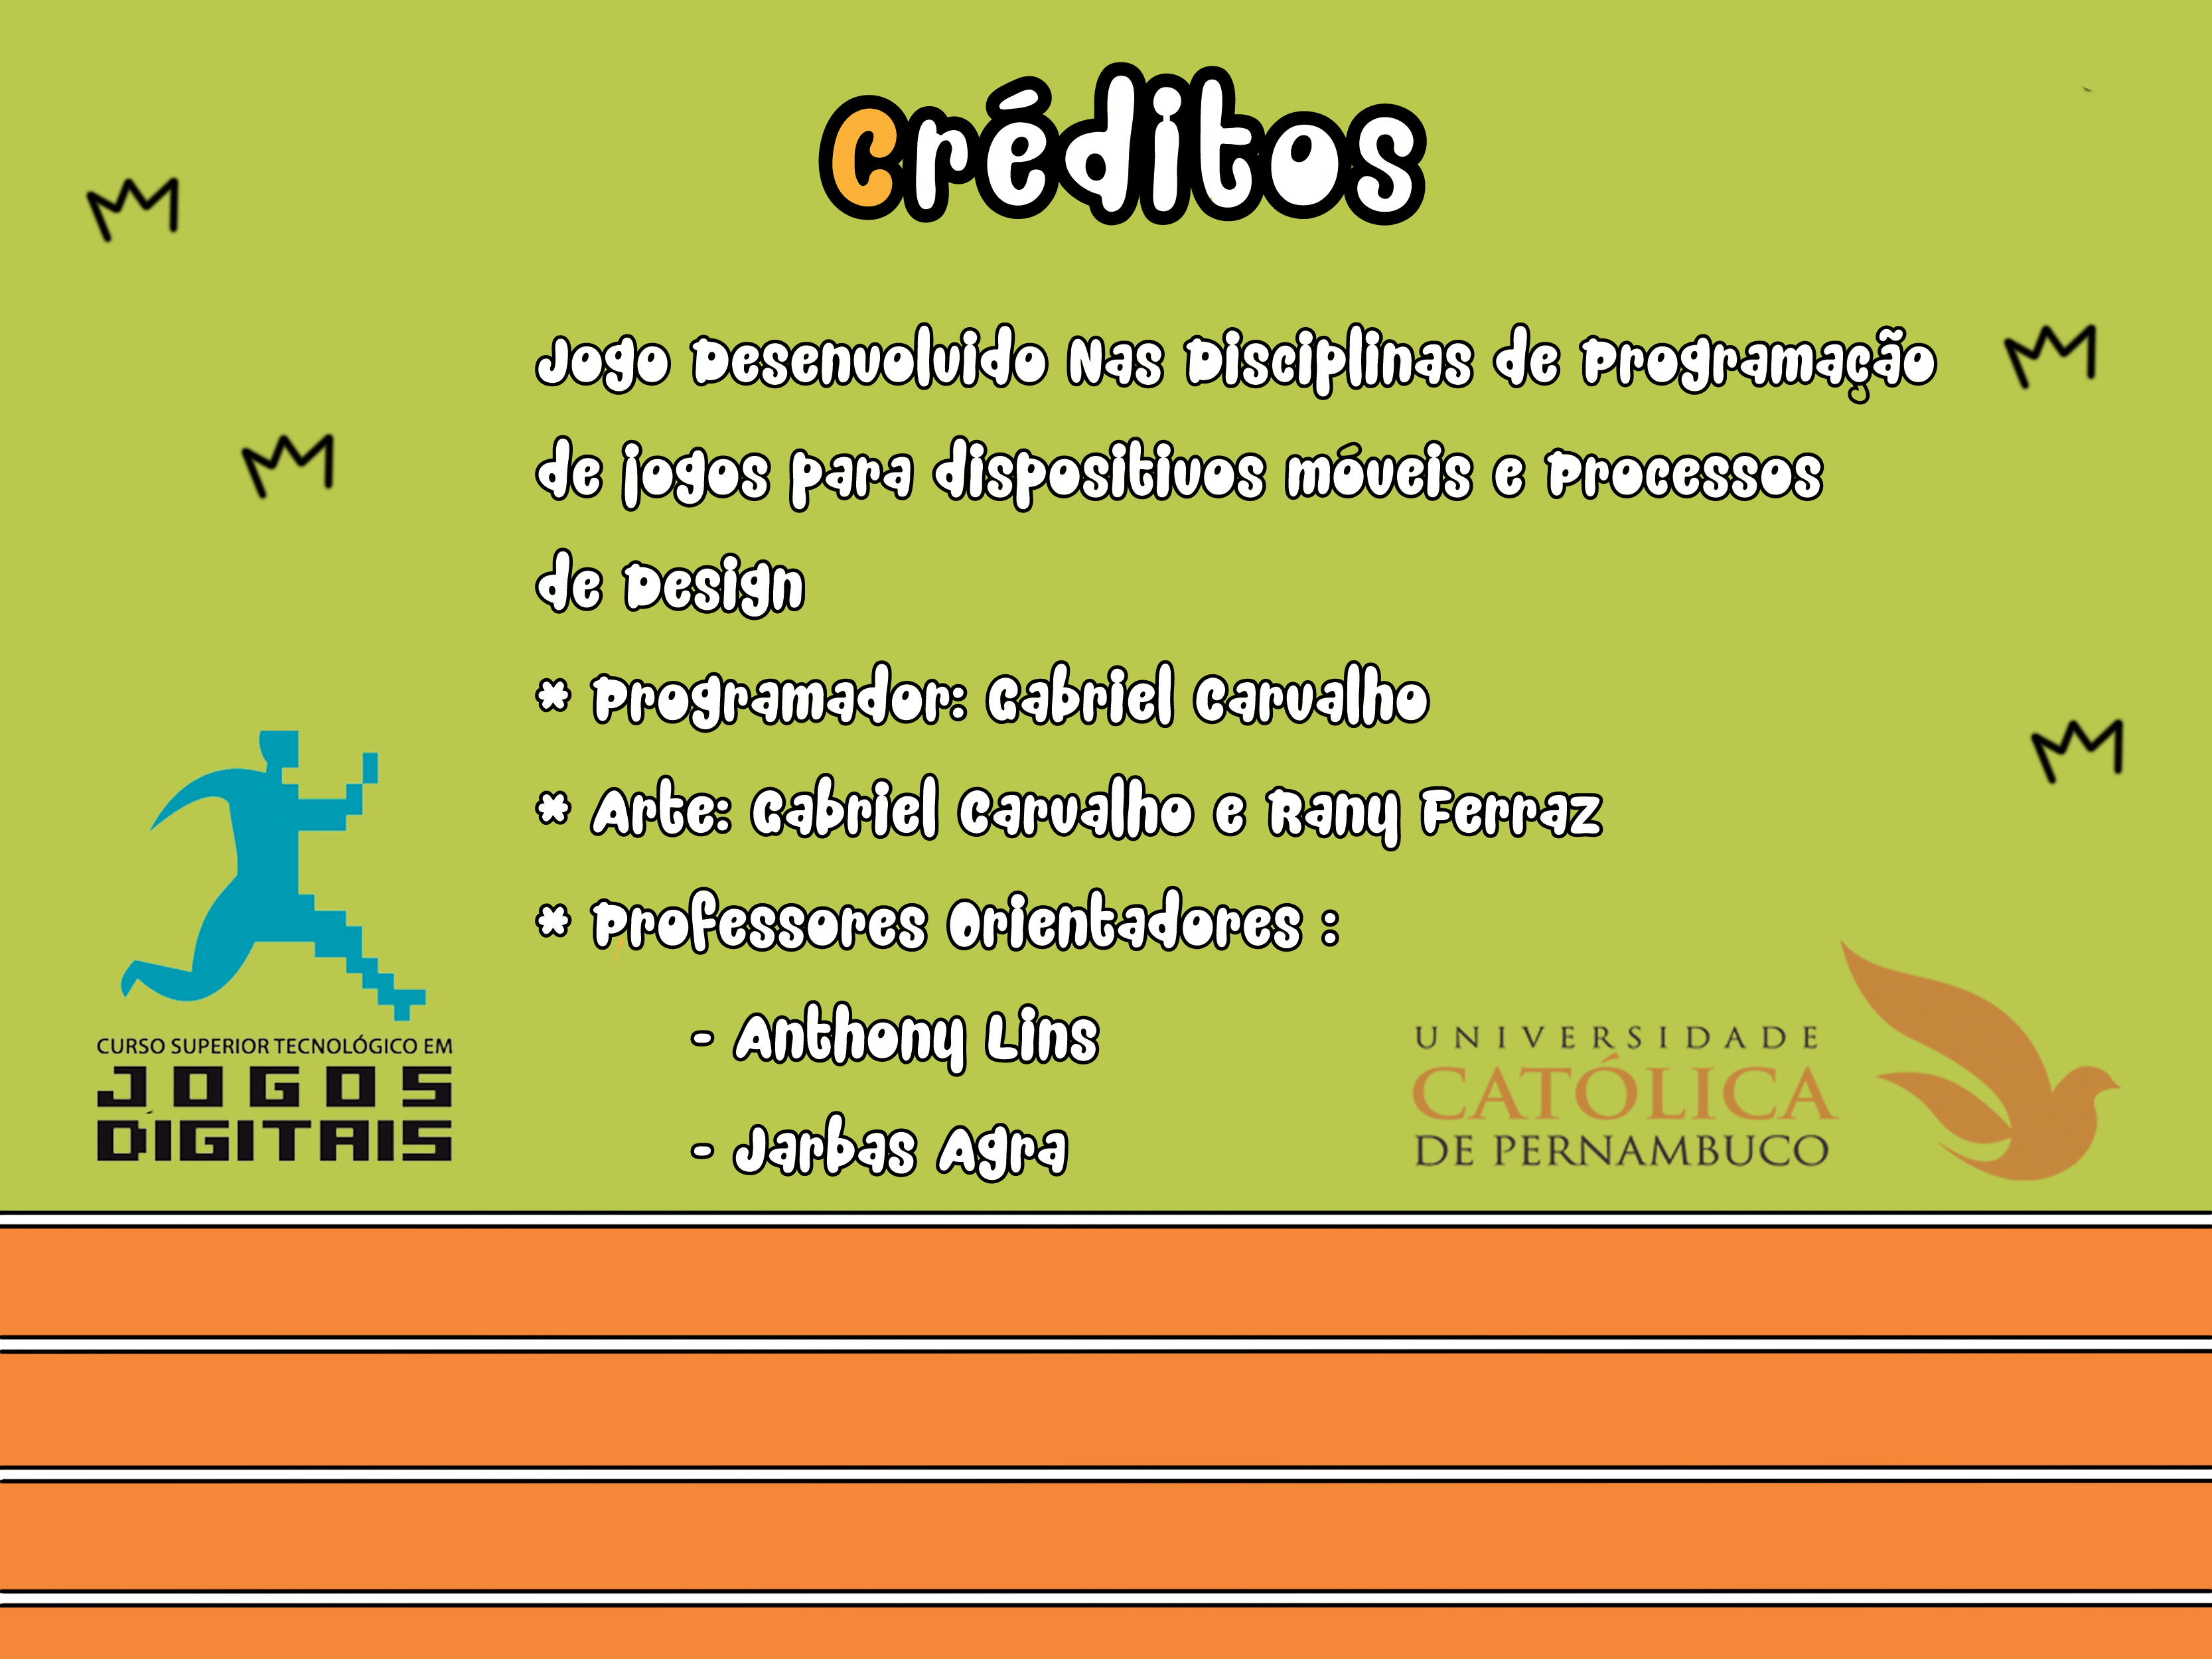 Créditos
Jogo Desenvolvido Nas Disciplinas de Programação
de jogos para dispositivos móveis e Processos
de Design
* Programador: Gabriel Carvalho
* Arte: Gabriel Carvalho e Rany Ferraz
* Professores Orientadores :
- Anthony Lins
- Jarbas Agra
CURSO SUPERIOR TECNOLÓGICO EM
JOGOS
DIGITAIS
UNIVERSIDADE
CATÓLICA
DE PERNAMBUCO